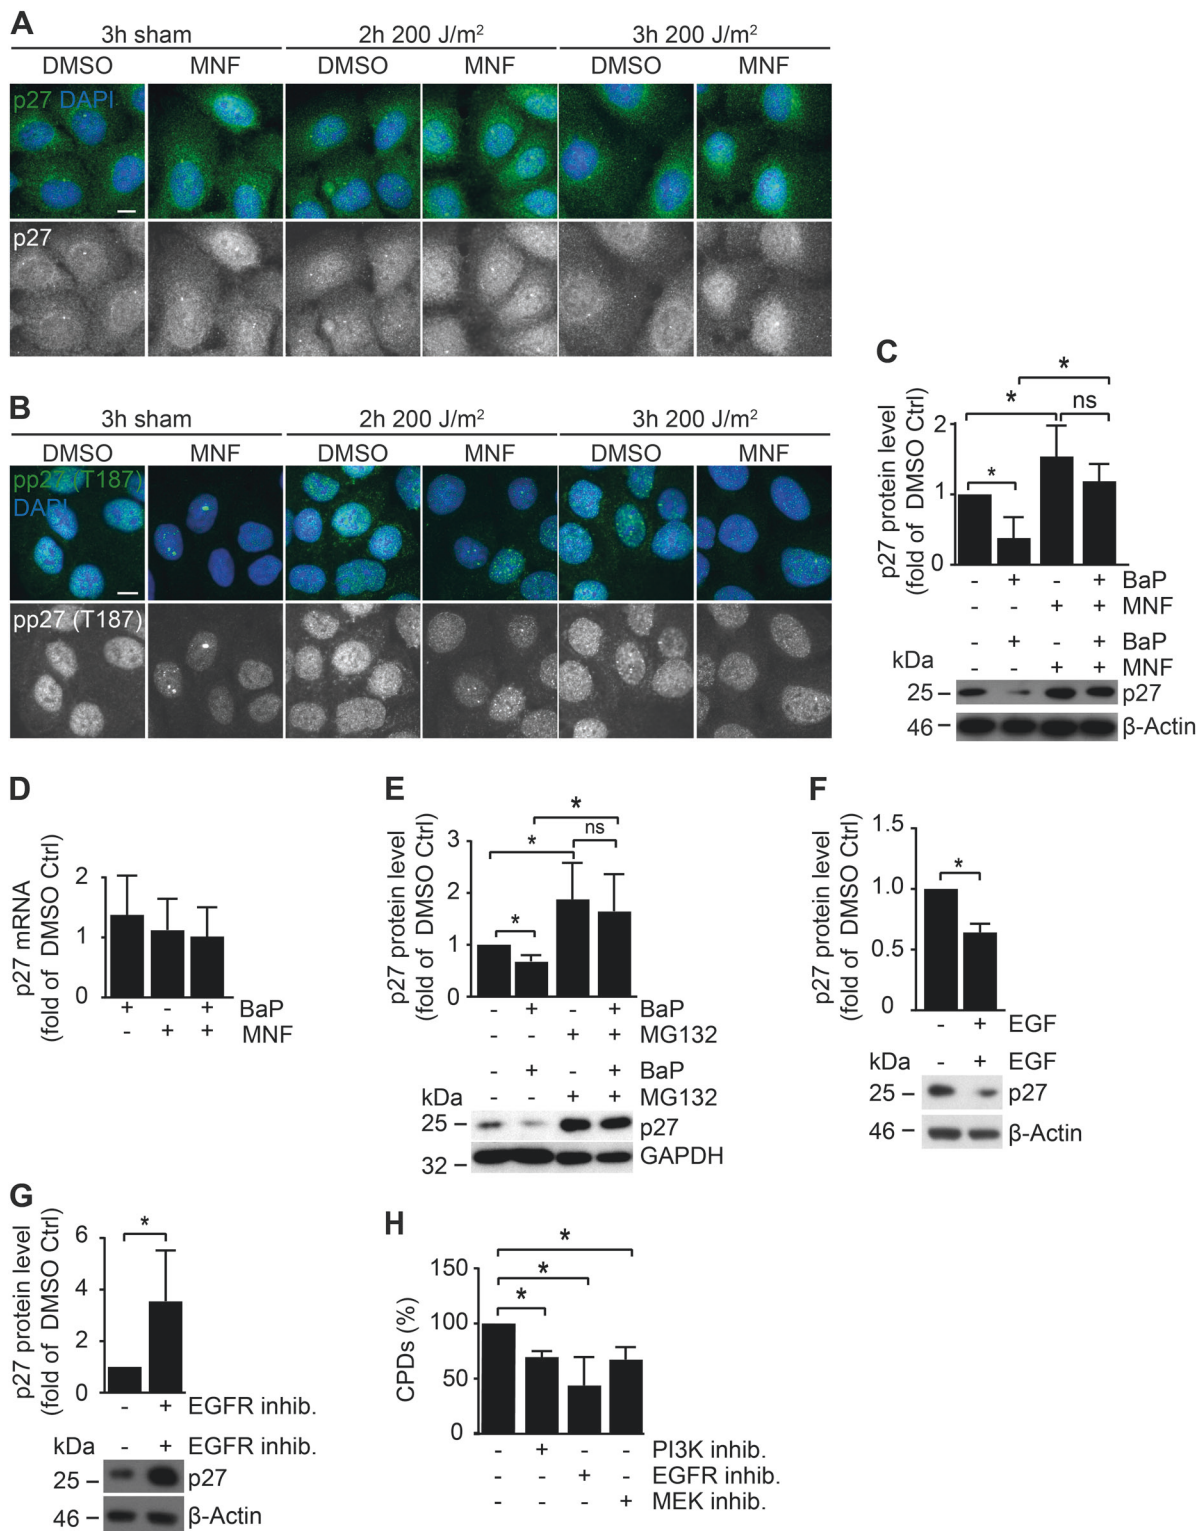 A
3h sham 2h 200 J/m² 3h 200 J/m²
DMSO MNF DMSO MNF DMSO MNF
p27 DAPI
p27
B
3h sham 2h 200 J/m² 3h 200 J/m²
DMSO MNF DMSO MNF DMSO MNF
pp27 (T187)
DAPI
pp27 (T187)
C
*
* ns
*
p27 protein level
(fold of DMSO Ctrl)
2
1
0
- + - + BaP
- - + + MNF
- + - + BaP
kDa - - + + MNF
25 p27
46 β-Actin
D
p27 mRNA
(fold of DMSO Ctrl)
2
1
0
+ - + BaP
- + + MNF
E
*
* ns
*
p27 protein level
(fold of DMSO Ctrl)
3
2
1
0
- + - + BaP
- - + + MG132
- + - + BaP
kDa - - + + MG132
25 p27
32 GAPDH
F
p27 protein level
(fold of DMSO Ctrl)
1.5
1.0
0.5
0
*
- + EGF
kDa - + EGF
25 p27
46 β-Actin
G
p27 protein level
(fold of DMSO Ctrl)
6
4
2
0
*
- + EGFR inhib.
kDa - + EGFR inhib.
25 p27
46 β-Actin
H
*
*
*
CPDs (%)
150
100
50
0
- + - - PI3K inhib.
- - + - EGFR inhib.
- - - + MEK inhib.